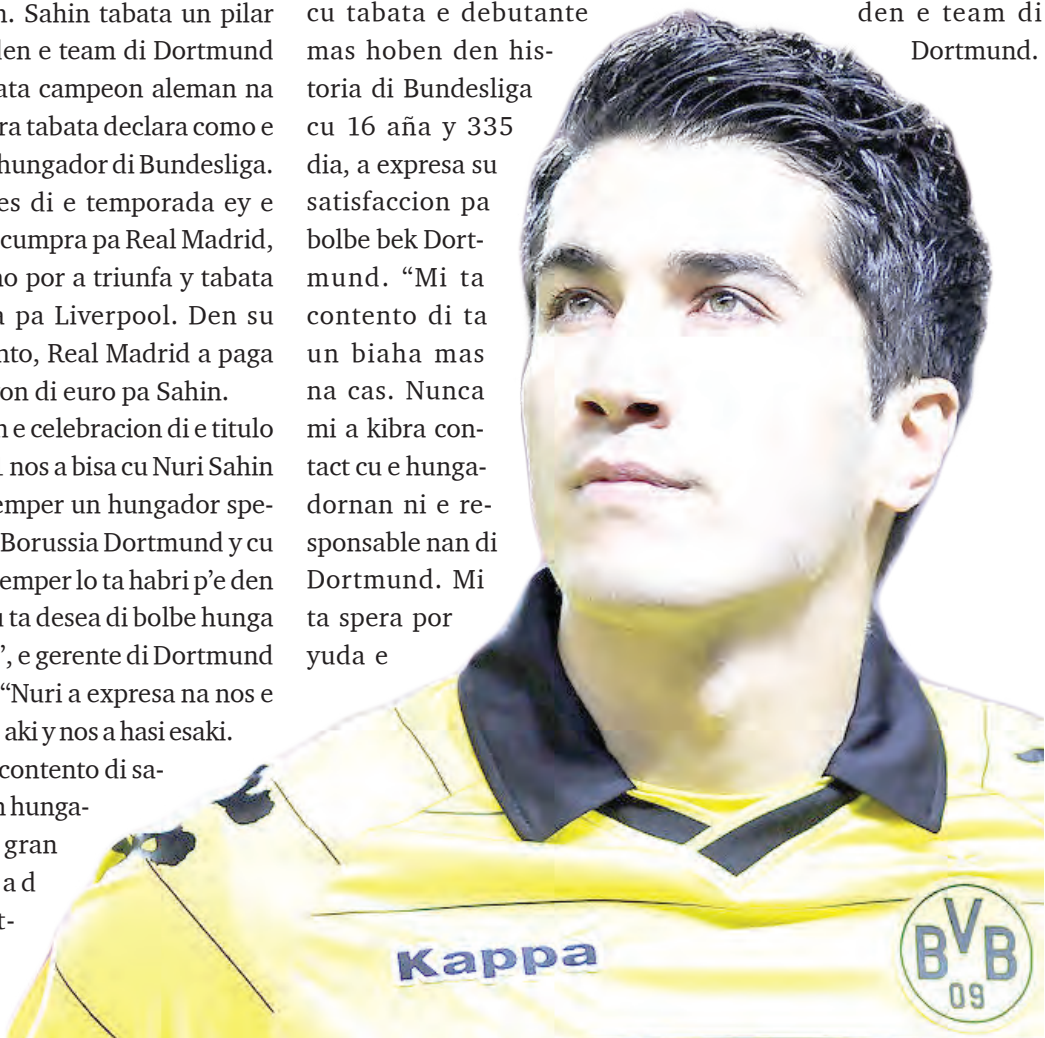 n. Sahin tabata un pilar
den e team di Dortmund
ata campeon aleman na
ra tabata declara como e
hungador di Bundesliga.
es di e temporada ey e
cumpra pa Real Madrid,
no por a triunfa y tabata
a pa Liverpool. Den su
nto, Real Madrid a paga
on di euro pa Sahin.
n e celebracion di e titulo
nos a bisa cu Nuri Sahin
emper un hungador spe-
Borussia Dortmund y cu
semper lo ta habri p’e den
u ta desea di bolbe hunga
”, e gerente di Dortmund
“Nuri a expresa na nos e
aki y nos a hasi esaki.
contento di sa-
n hunga-
gran
a d
t-
cu tabata e debutante
mas hoben den his-
toria di Bundesliga
cu 16 aña y 335
dia, a expresa su
satisfaccion pa
bolbe bek Dort-
mund. “Mi ta
contento di ta
un biaha mas
na cas. Nunca
mi a kibra con-
tact cu e hunga-
dornan ni e re-
sponsable nan di
Dortmund. Mi
ta spera por
yuda e
den e team di
Dortmund.
Kappa
BVB
09